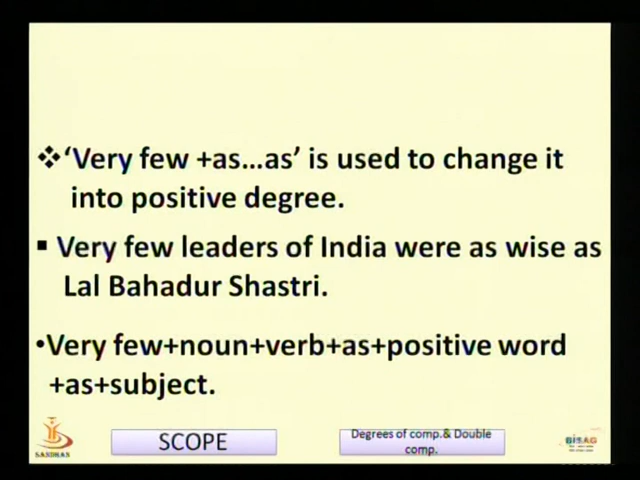 ❖'Very few +as...as' is used to change it
into positive degree.
▪ Very few leaders of India were as wise as
Lal Bahadur Shastri.
•Very few+noun+verb+as+positive word
+as+subject.
SANDHAN
SCOPE
Degrees of comp.& Double
comp.
BISAG